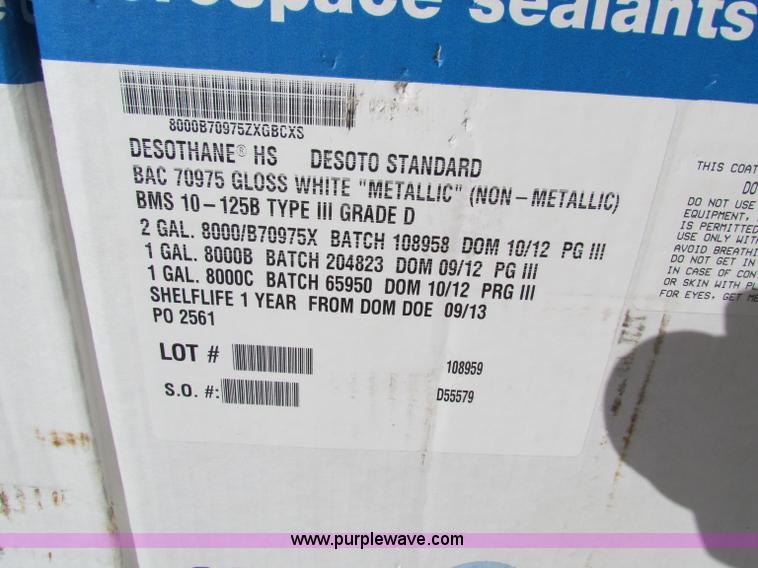 sealants
8000B70975ZXGBCXS
DESOTHANE® HS DESOTO STANDARD
BAC 70975 GLOSS WHITE "METALLIC" (NON-METALLIC)
BMS 10-125B TYPE III GRADE D
2 GAL. 8000/B70975X BATCH 108958 DOM 10/12 PG III
1 GAL. 8000B BATCH 204823 DOM 09/12 PG III
1 GAL. 8000C BATCH 65950 DOM 10/12 PRG III
SHELFLIFE 1 YEAR FROM DOM DOE 09/13
PO 2561
LOT # 108959
S.O. #: D55579
THIS COAT
DO
DO NOT USE
EQUIPMENT,
IS PERMITTED
USE ONLY WIT
AVOID BREATHI
DO NOT GET IN
IN CASE OF CON
OR SKIN WITH PL
FOR EYES, GET ME
www.purplewave.com